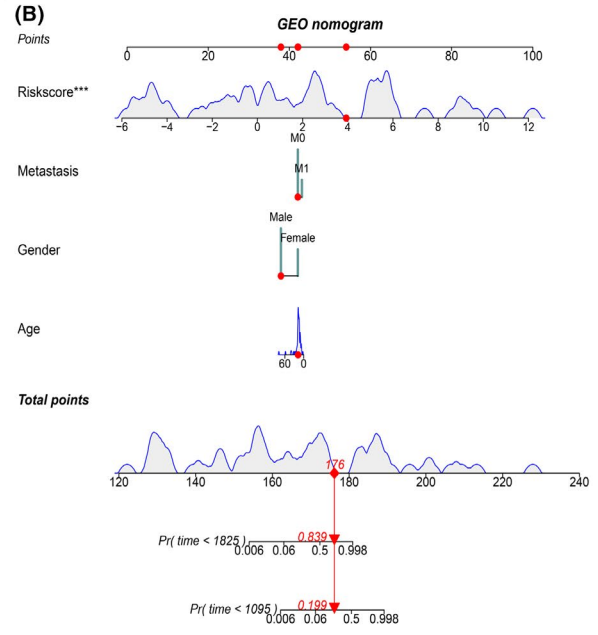 (B)
GEO nomogram
Points
0 20 40 60 80 100
Riskscore***
−6 −4 −2 0 2 4 6 8 10 12
M0
Metastasis
M1
Male
Gender
Female
Age
60 0
Total points
176
120 140 160 180 200 220 240
Pr( time < 1825)
0.839
0.006 0.06 0.5 0.998
Pr( time < 1095)
0.199
0.006 0.06 0.5 0.998